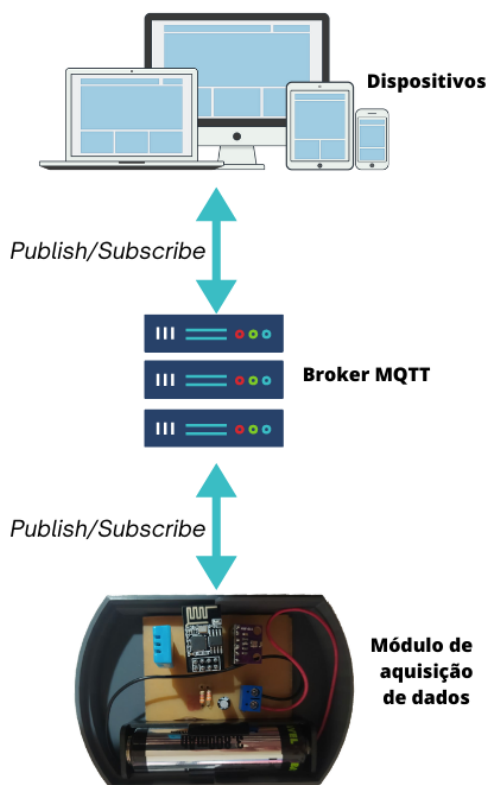 Dispositivos
Publish/Subscribe
Broker MQTT
Publish/Subscribe
Módulo de
aquisição
de dados